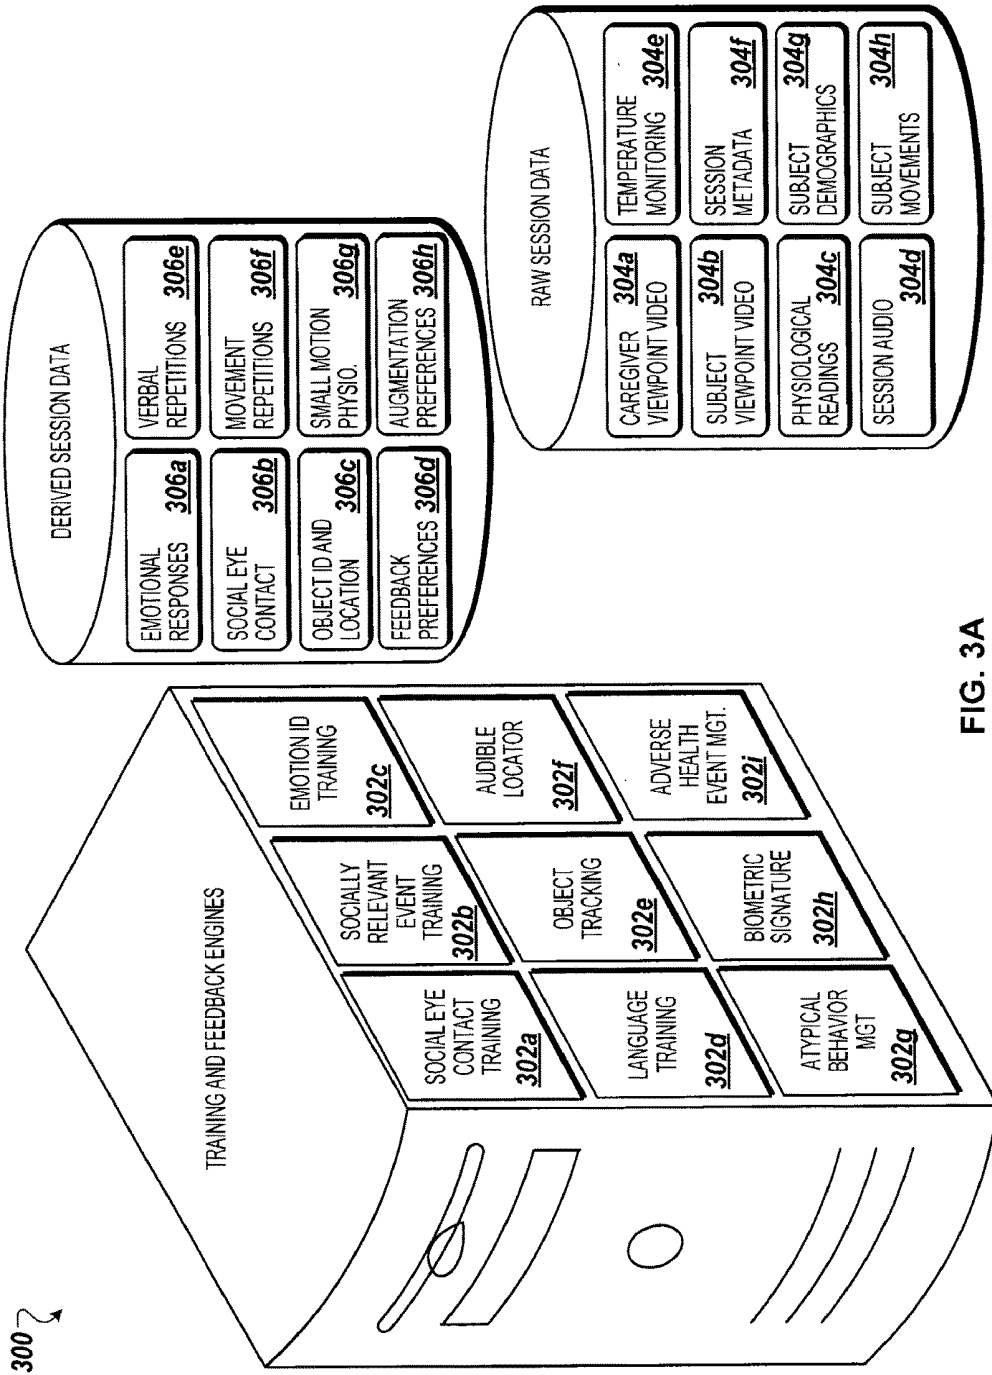 300
TRAINING AND FEEDBACK ENGINES
SOCIAL EYE
CONTACT
TRAINING
302a
SOCIALLY
RELEVANT
EVENT
TRAINING
302b
EMOTION ID
TRAINING
302c
LANGUAGE
TRAINING
302d
OBJECT
TRACKING
302e
AUDIBLE
LOCATOR
302f
ATYPICAL
BEHAVIOR
MGT
302g
BIOMETRIC
SIGNATURE
302h
ADVERSE
HEALTH
EVENT MGT.
302i
DERIVED SESSION DATA
EMOTIONAL
RESPONSES 306a
VERBAL
REPETITIONS 306e
SOCIAL EYE
CONTACT 306b
MOVEMENT
REPETITIONS 306f
OBJECT ID AND
LOCATION 306c
SMALL MOTION
PHYSIO. 306g
FEEDBACK
PREFERENCES 306d
AUGMENTATION
PREFERENCES 306h
RAW SESSION DATA
CAREGIVER 304a
VIEWPOINT VIDEO
TEMPERATURE
MONITORING 304e
SUBJECT 304b
VIEWPOINT VIDEO
SESSION
METADATA 304f
PHYSIOLOGICAL
READINGS 304c
SUBJECT 304g
DEMOGRAPHICS
SESSION AUDIO
304d
SUBJECT
MOVEMENTS 304h
FIG. 3A